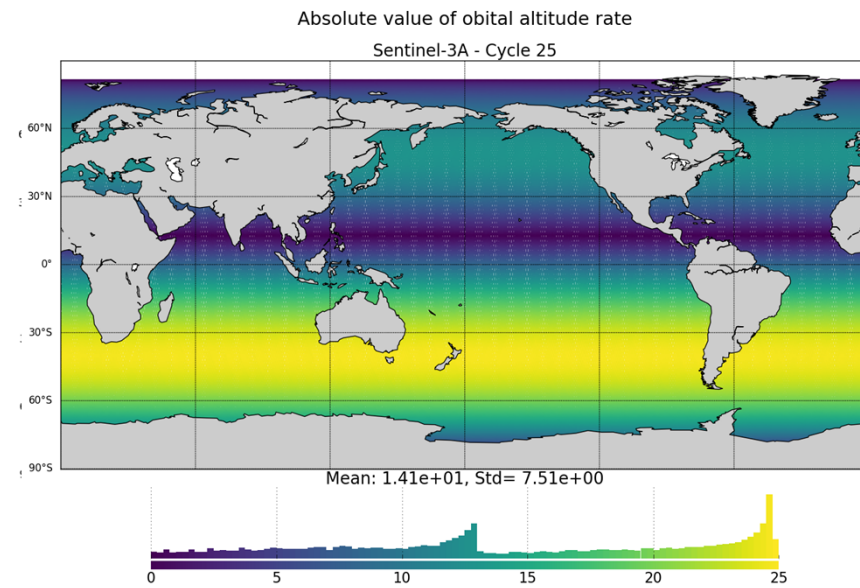 Absolute value of obital altitude rate
Sentinel-3A - Cycle 25
60°N
30°N
0°
30°S
60°S
90°S
Mean: 1.41e+01, Std= 7.51e+00
0 5 10 15 20 25